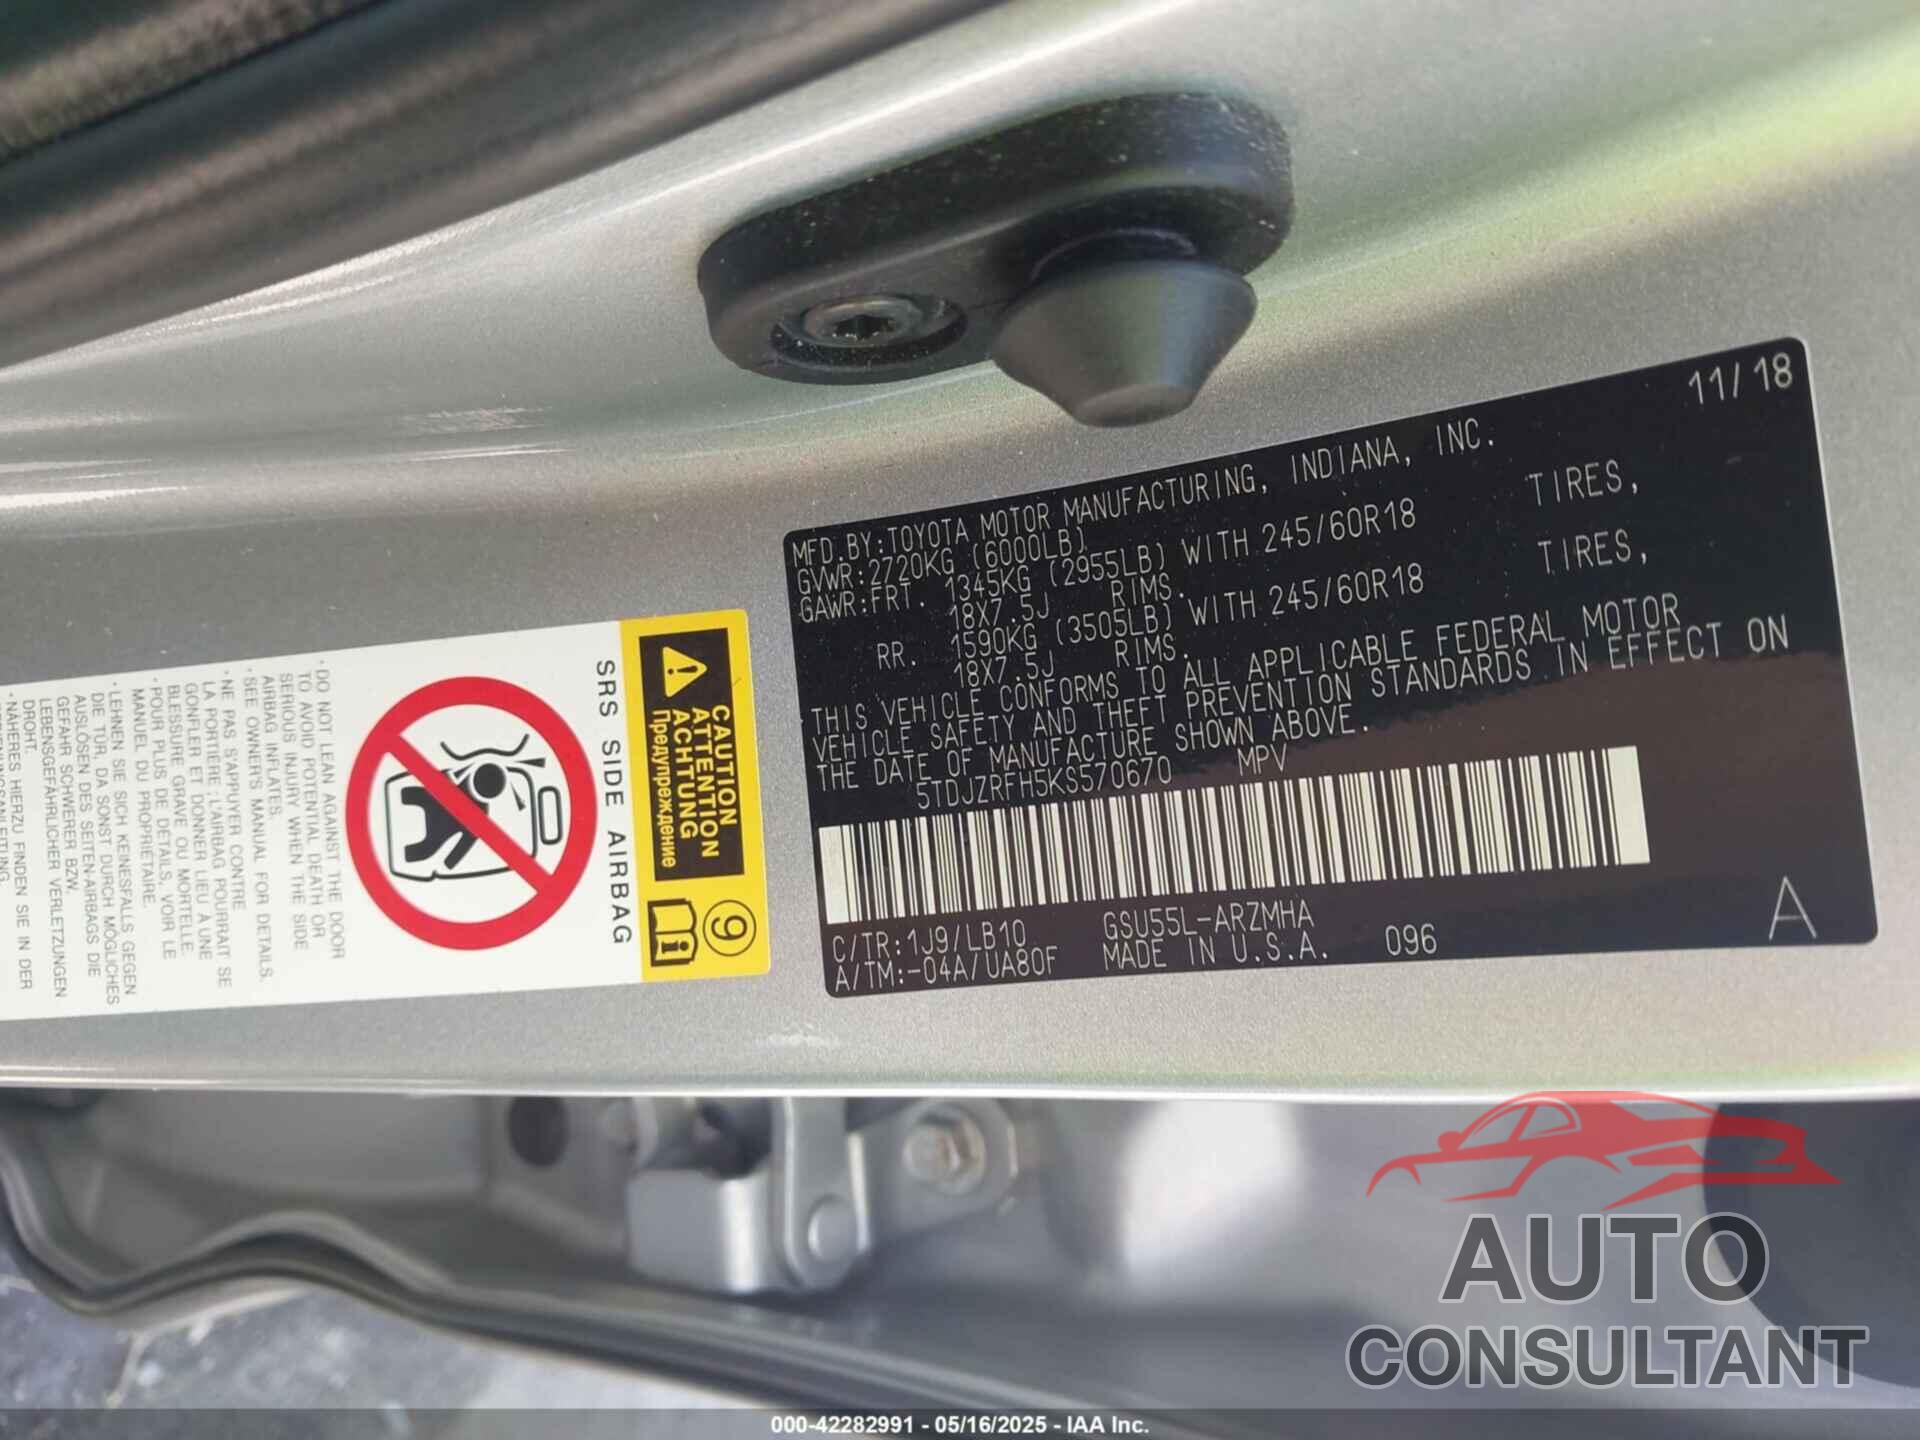 11/18
MFD.BY:TOYOTA MOTOR MANUFACTURING, INDIANA, INC.
GVWR:2720KG (6000LB)
GAWR:FRT. 1345KG (2955LB) WITH 245/60R18 TIRES,
18X7.5J RIMS.
RR. 1590KG (3505LB) WITH 245/60R18 TIRES,
18X7.5J RIMS.
THIS VEHICLE CONFORMS TO ALL APPLICABLE FEDERAL MOTOR
VEHICLE SAFETY AND THEFT PREVENTION STANDARDS IN EFFECT ON
THE DATE OF MANUFACTURE SHOWN ABOVE.
5TDJZRFH5KS570670 MPV
C/TR:1J9/LB10 GSU55L-ARZMHA
A/TM:-04A/UA80F MADE IN U.S.A. 096
A
CAUTION
ATTENTION
ACHTUNG
Предупреждение
9
SRS SIDE AIRBAG
·DO NOT LEAN AGAINST THE DOOR
TO AVOID POTENTIAL DEATH OR
SERIOUS INJURY WHEN THE SIDE
AIRBAG INFLATES.
·SEE OWNER'S MANUAL FOR DETAILS.
·NE PAS S'APPUYER CONTRE
LA PORTIÈRE : L'AIRBAG POURRAIT SE
GONFLER ET DONNER LIEU À UNE
BLESSURE GRAVE OU MORTELLE.
·POUR PLUS DE DÉTAILS, VOIR LE
MANUEL DU PROPRIÉTAIRE.
·LEHNEN SIE SICH KEINESFALLS GEGEN
DIE TÜR, DA SONST DURCH MÖGLICHES
AUSLÖSEN DES SEITEN-AIRBAGS DIE
GEFAHR SCHWERER BZW.
LEBENSGEFÄHRLICHER VERLETZUNGEN
DROHT.
·NÄHERES HIERZU FINDEN SIE IN DER
AUTO
CONSULTANT
000-42282991 - 05/16/2025 - IAA Inc.